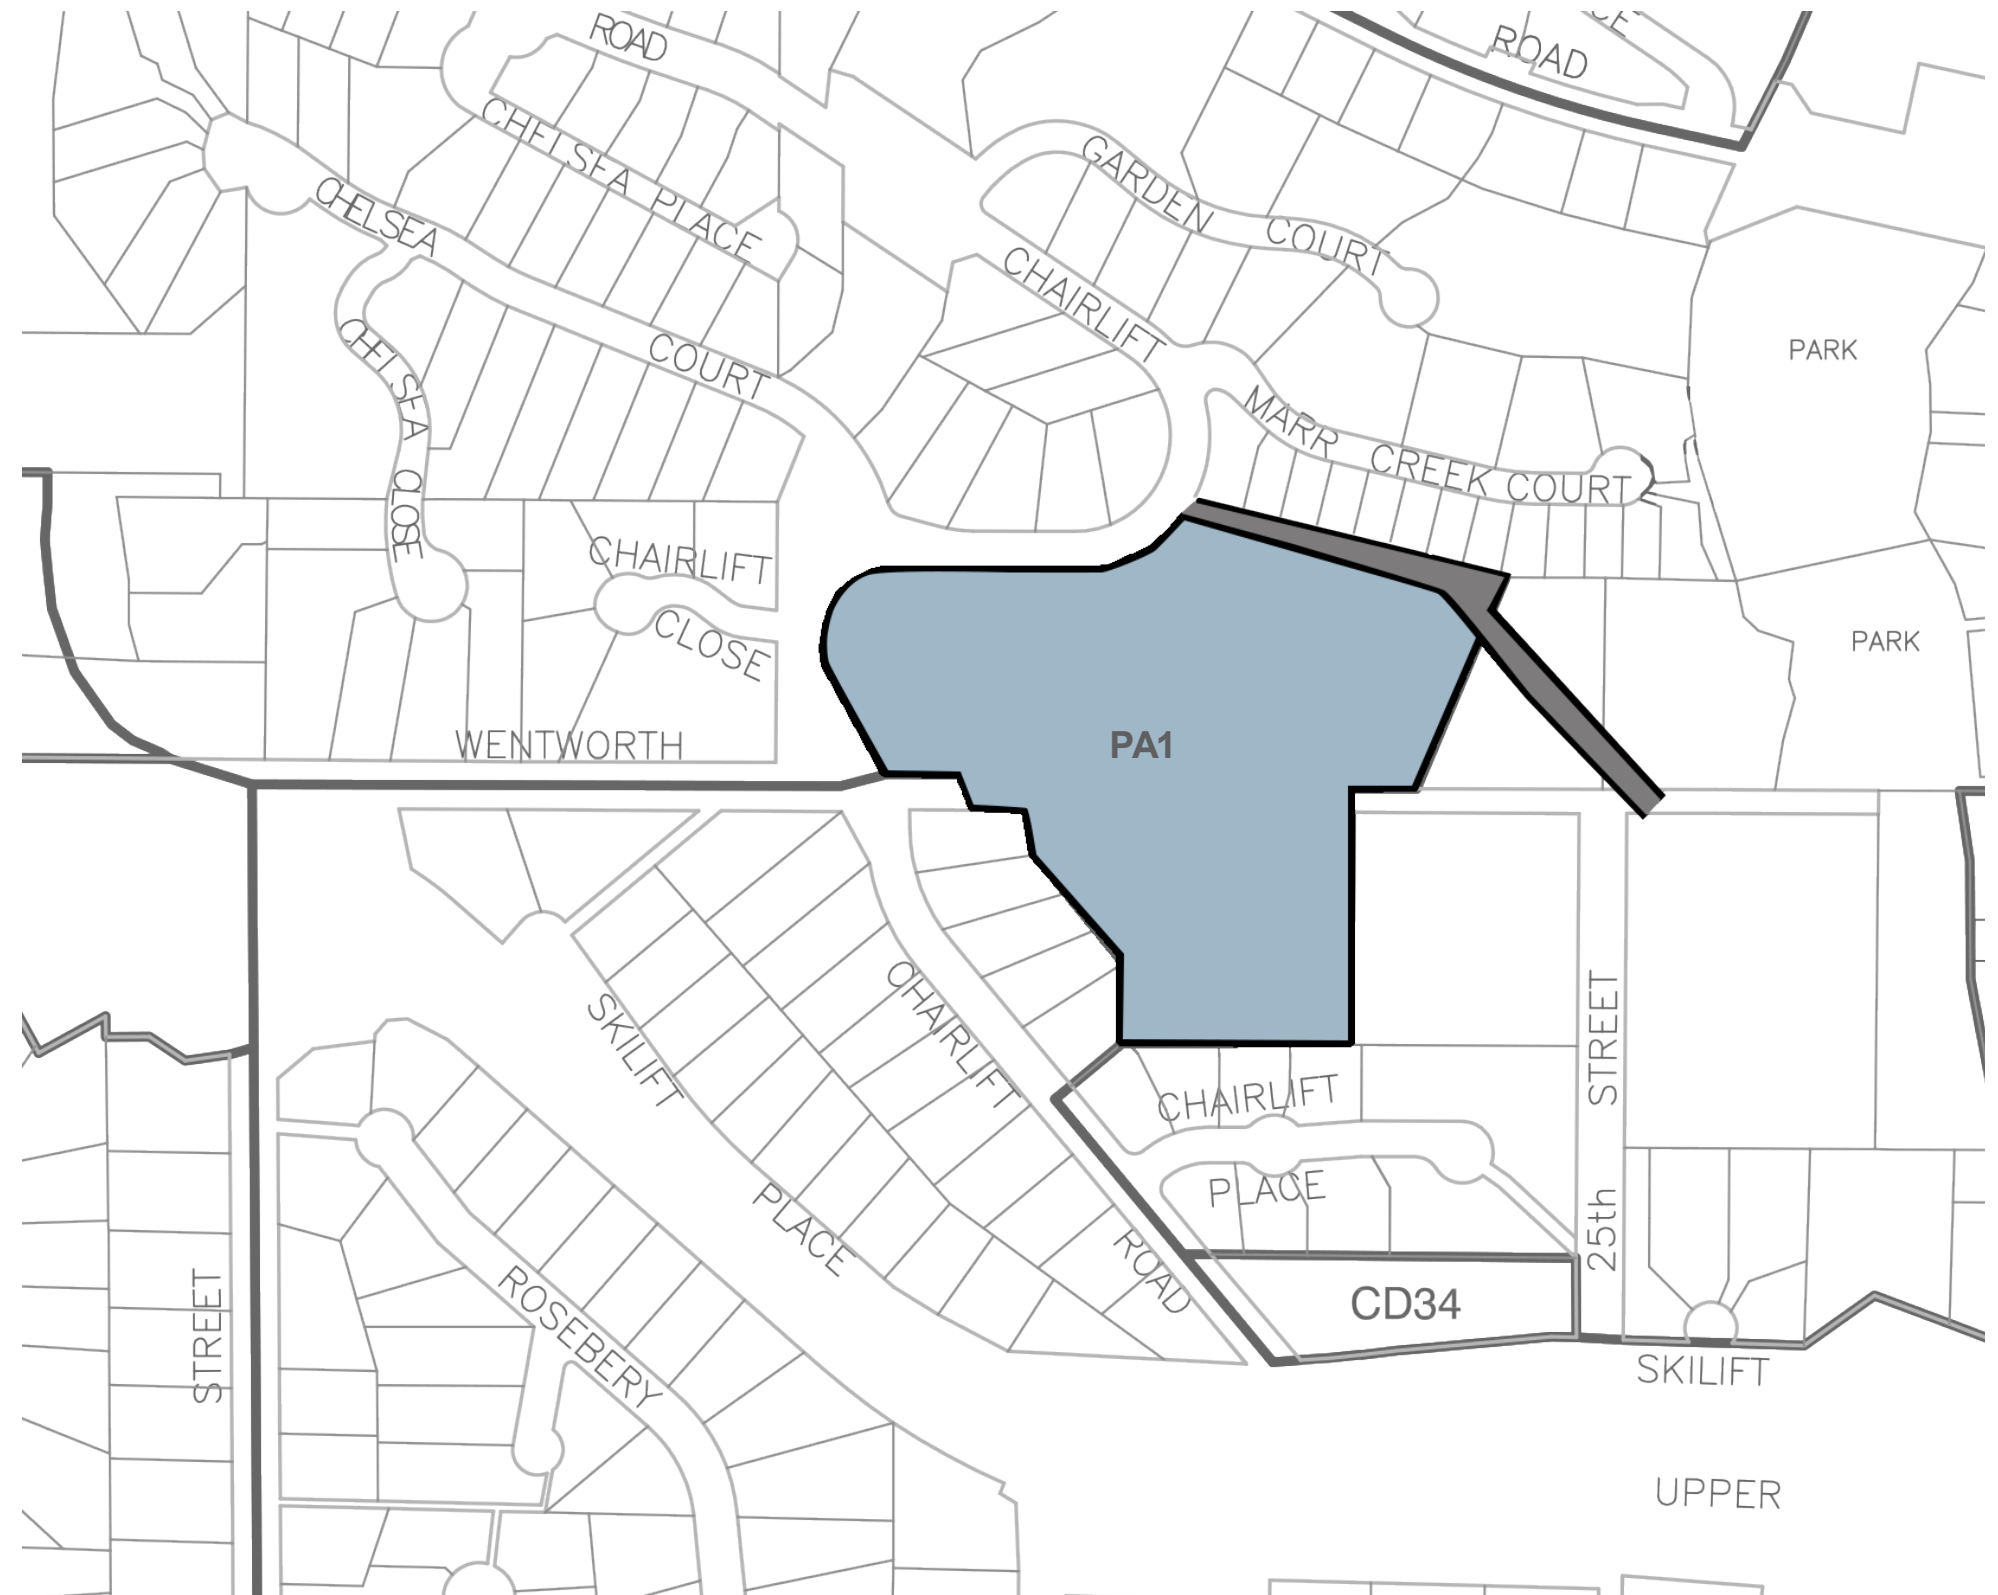 ROAD
CE
ROAD
CHELSEA PLACE
GARDEN COURT
CHELSEA COURT
CHAIRLIFT
PARK
CHELSEA CLOSE
MARR CREEK COURT
CHAIRLIFT
CLOSE
PARK
WENTWORTH
PA1
SKILIFT
PLACE
CHAIRLIFT
ROAD
STREET
25th
CHAIRLIFT
PLACE
STREET
ROSEBERY
CD34
SKILIFT
UPPER